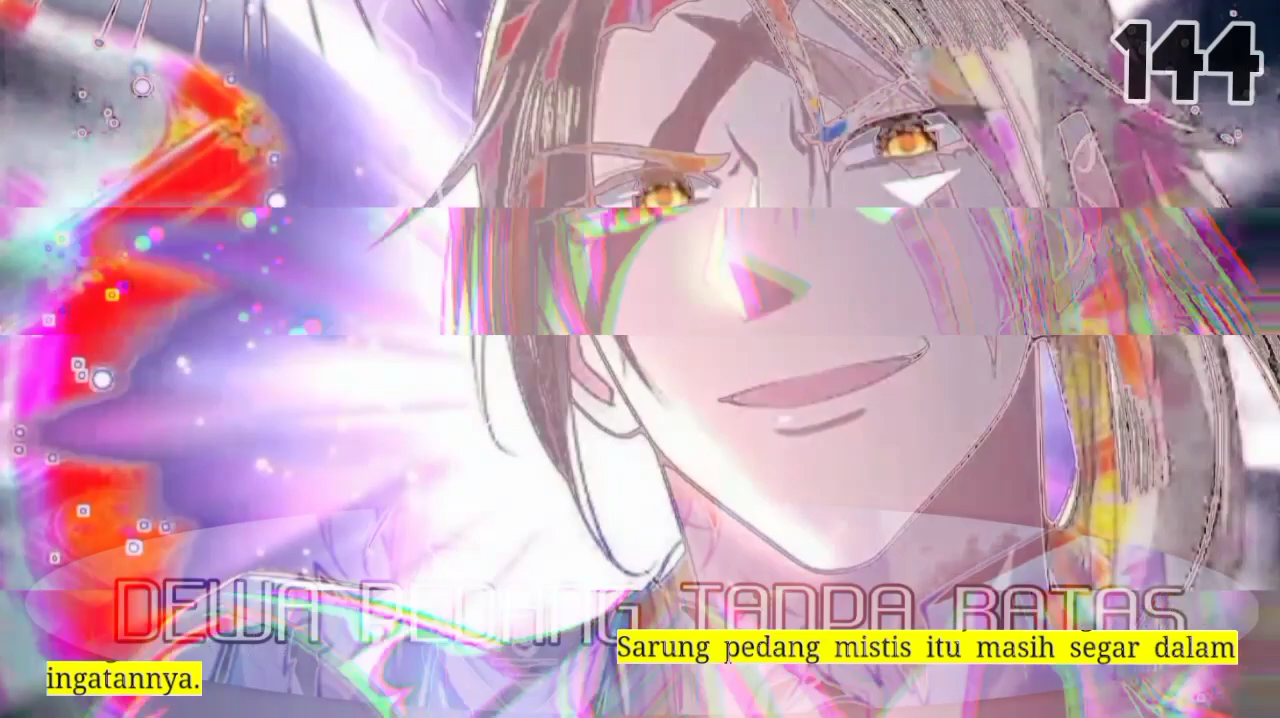 144
DEWA PEDANG TANPA BATAS
Sarung pedang mistis itu masih segar dalam
ingatannya.